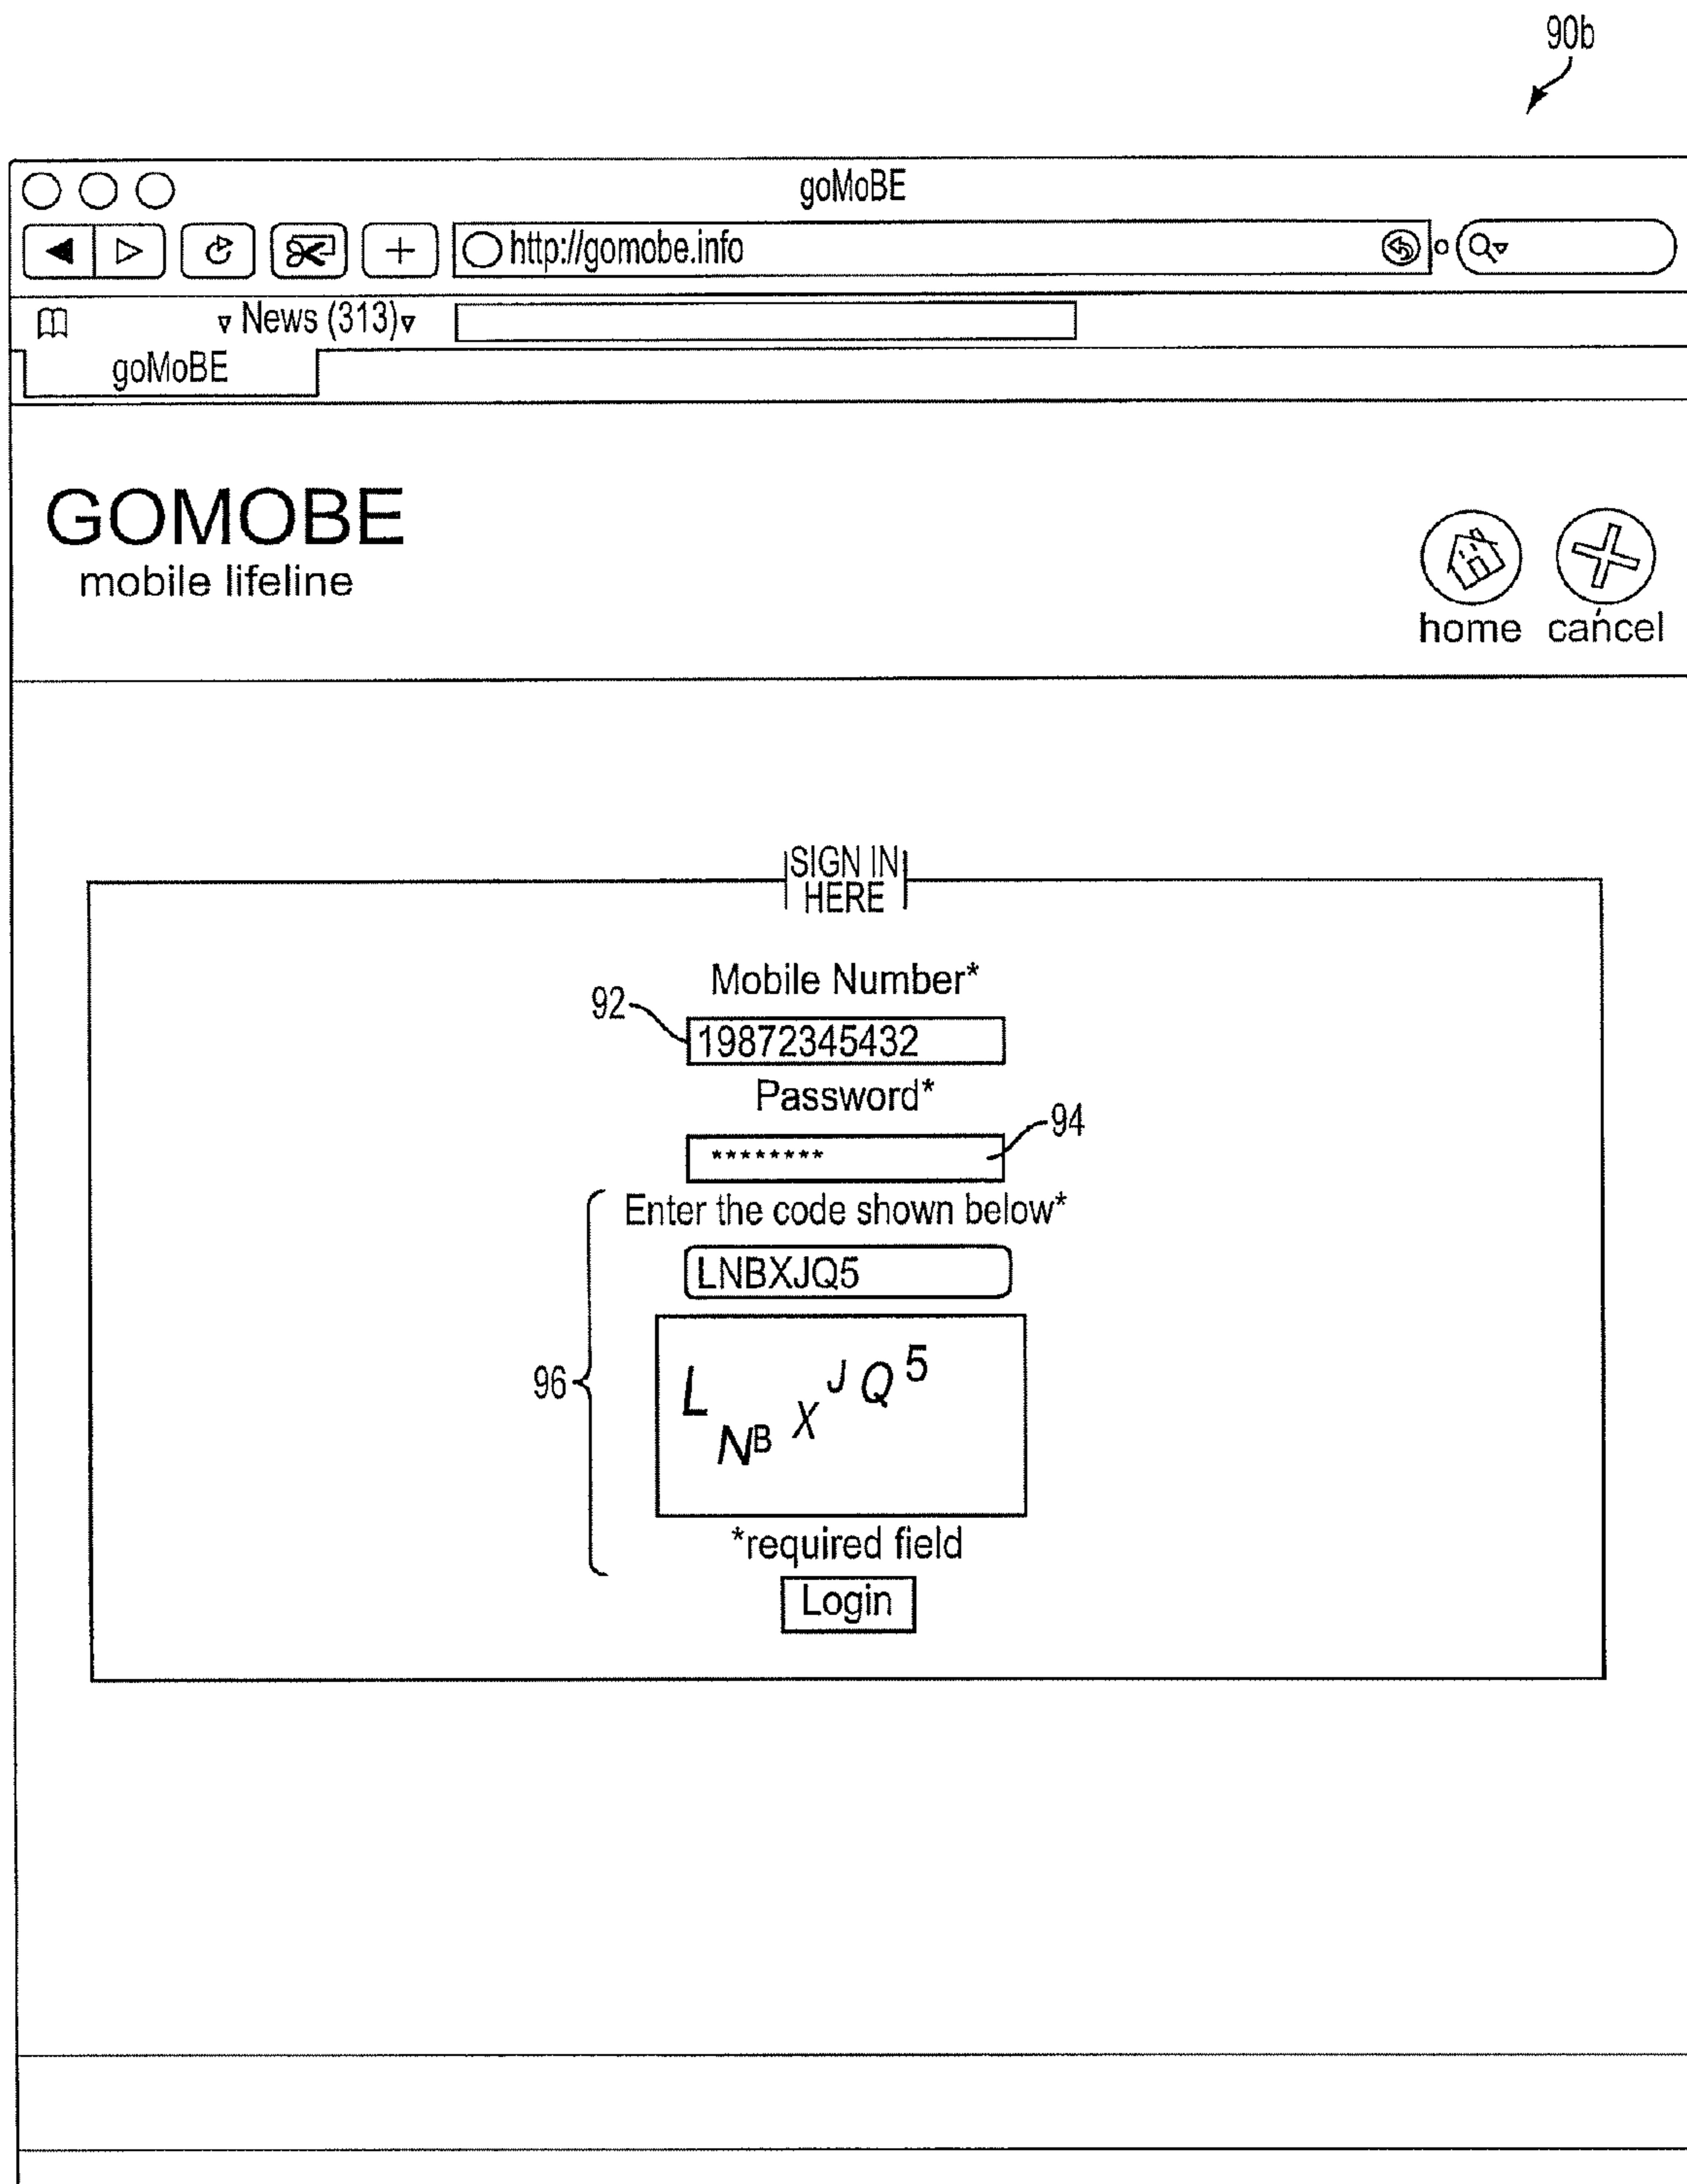 90b
goMoBE
http://gomobe.info
News (313)
goMoBE
GOMOBE
mobile lifeline
home cancel
SIGN IN
HERE
Mobile Number*
92
19872345432
Password*
94
********
Enter the code shown below*
LNBXJQ5
96
L N B X J Q 5
*required field
Login